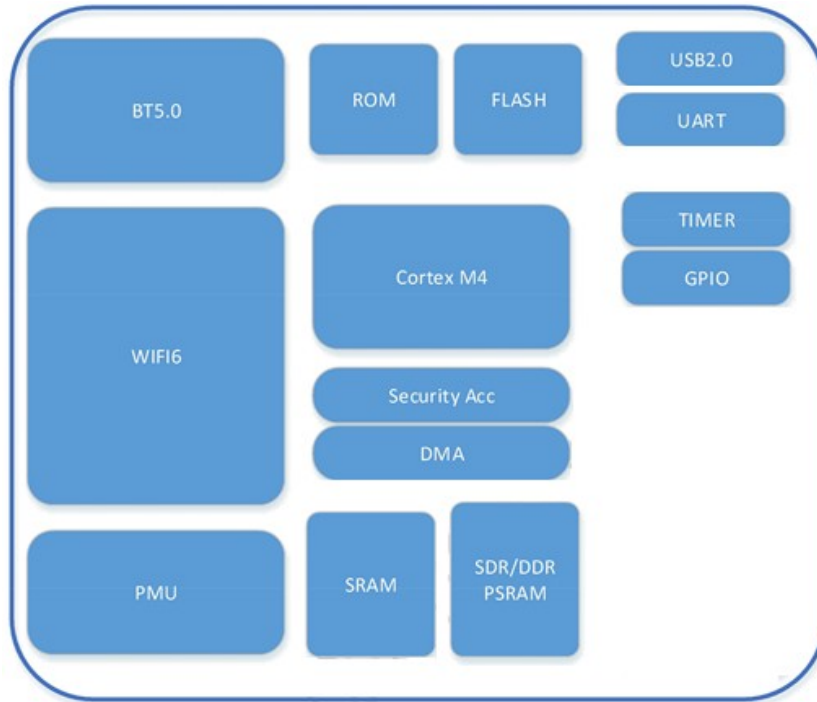 BT5.0
ROM
FLASH
USB2.0
UART
WIFI6
Cortex M4
TIMER
GPIO
Security Acc
DMA
PMU
SRAM
SDR/DDR
PSRAM